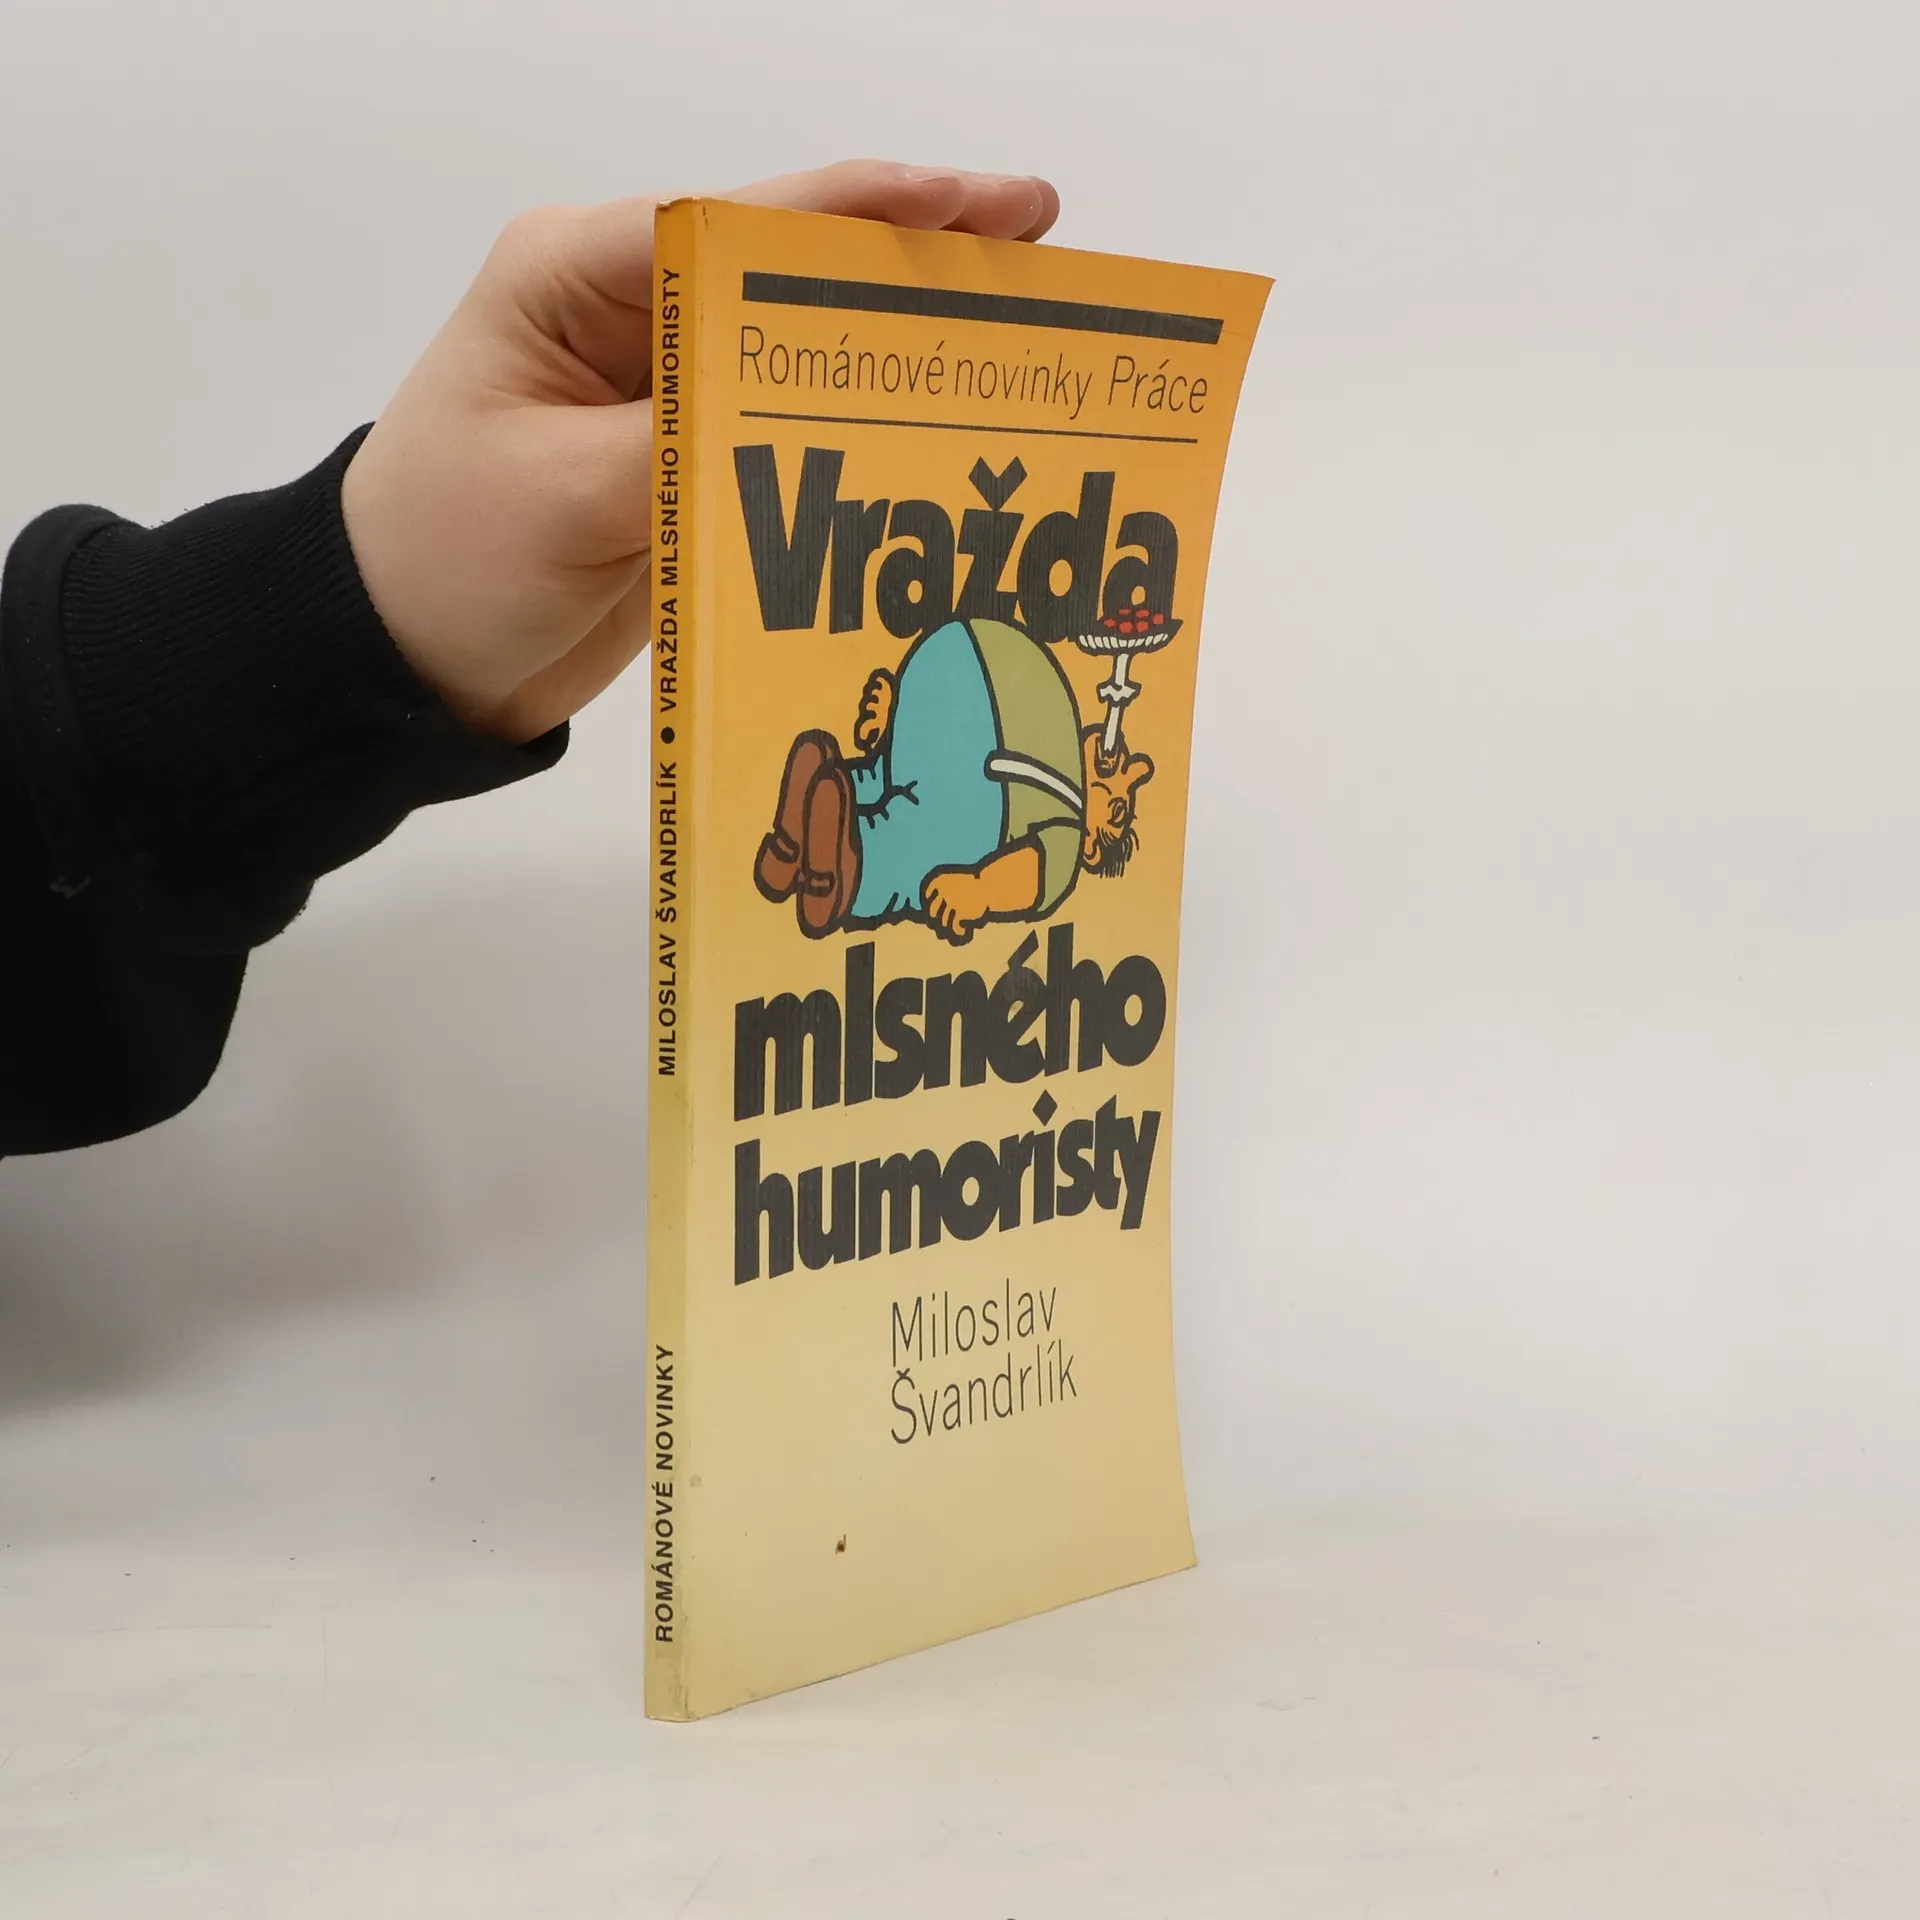 Románové novinky Práce
Vražda
mlsného
humoristy
Miloslav
Švandrlík
ROMÁNOVÉ NOVINKY
MILOSLAV ŠVANDRLÍK ● VRAŽDA MLSNÉHO HUMORISTY